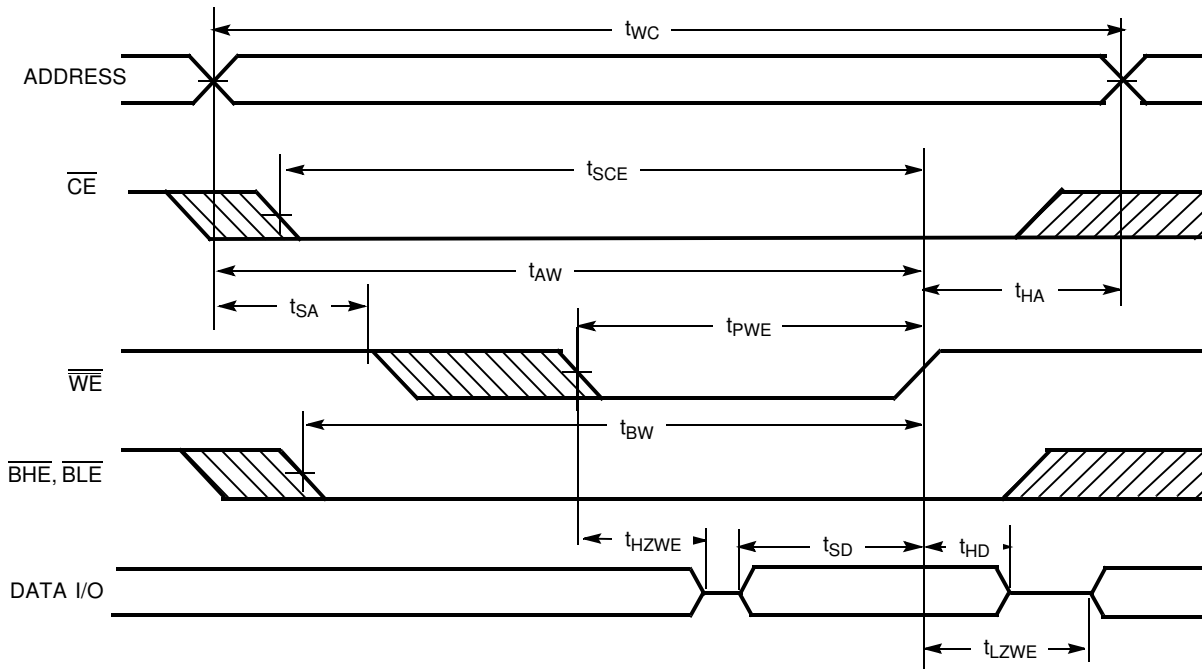 tWC
ADDRESS
tSCE
CE
tAW
tSA
tHA
tPWE
WE
tBW
BHE, BLE
tHZWE
tSD
tHD
DATA I/O
tLZWE